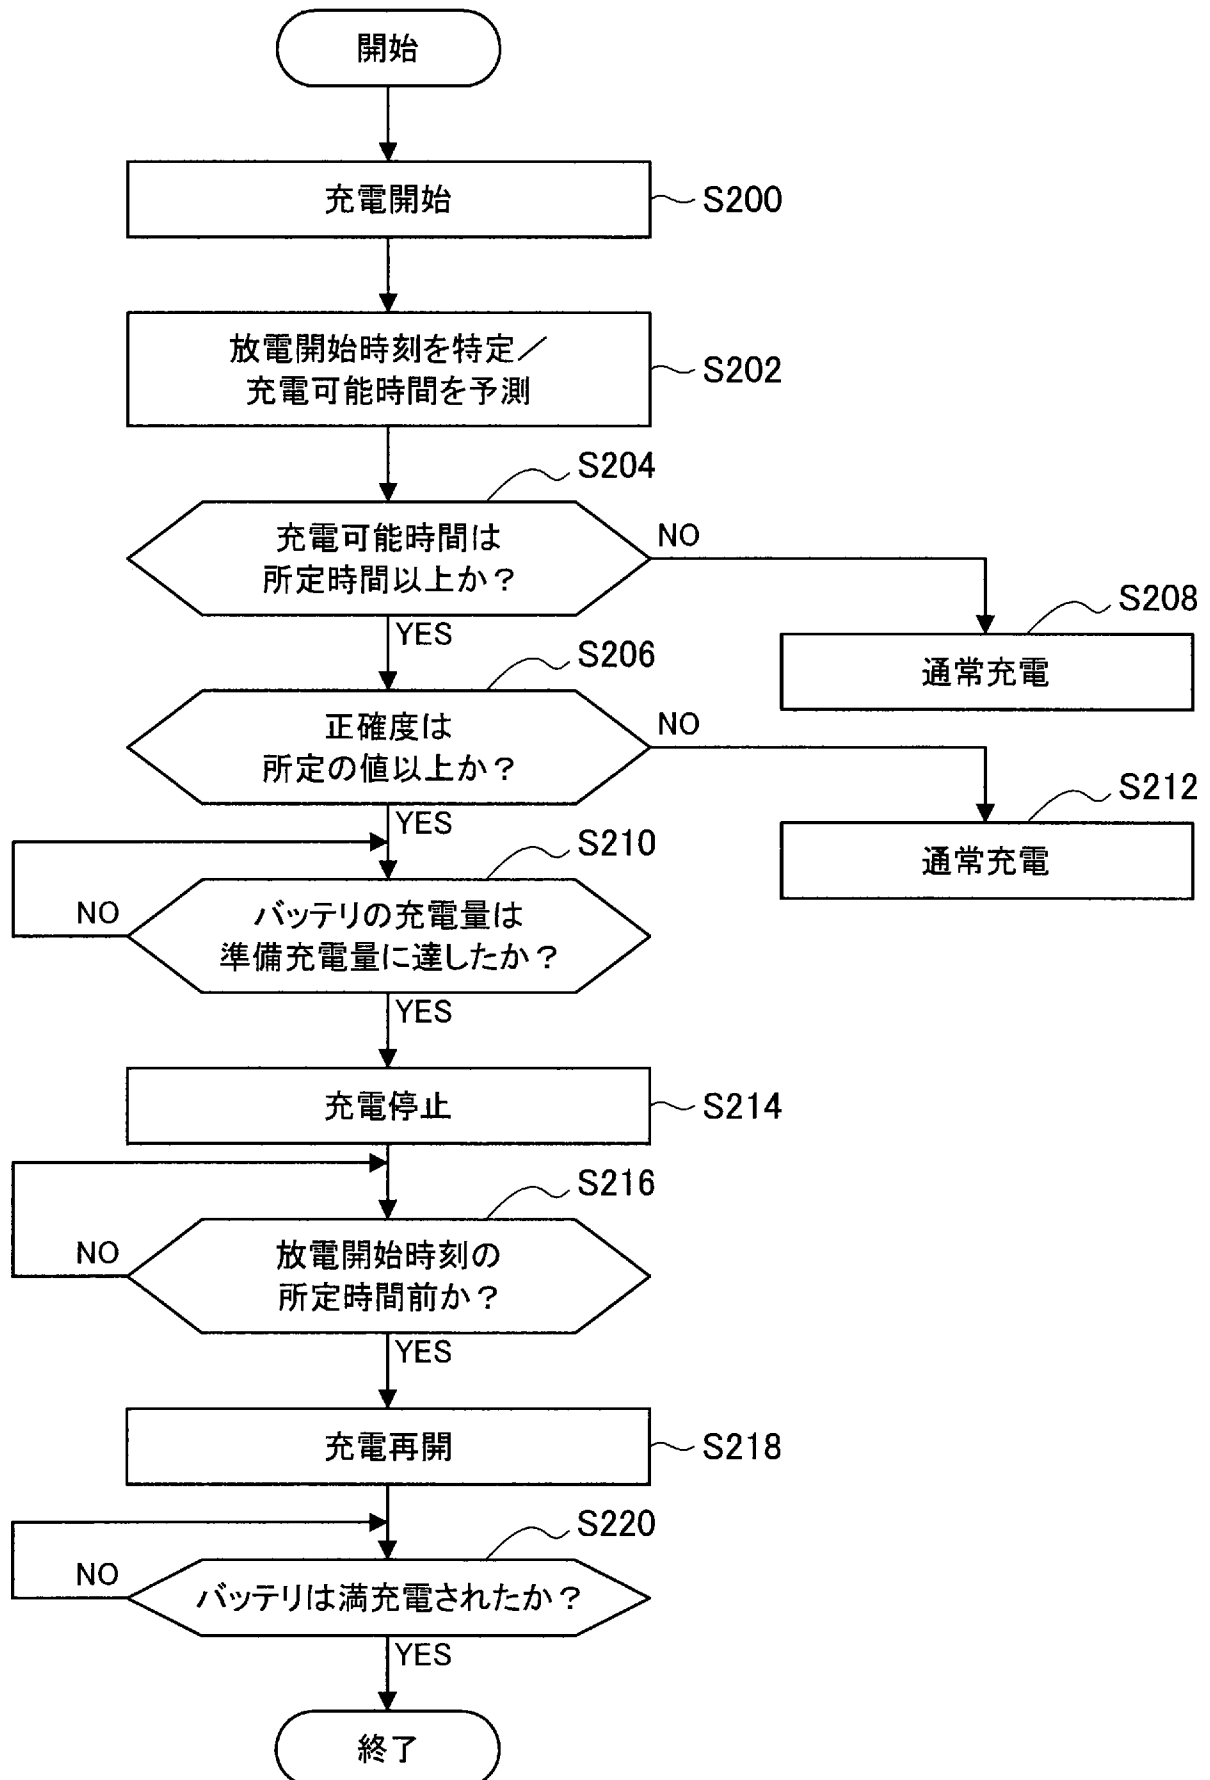 開始
充電開始
S200
放電開始時刻を特定／
充電可能時間を予測
S202
S204
充電可能時間は
所定時間以上か？
NO
YES
S208
通常充電
S206
正確度は
所定の値以上か？
NO
YES
S212
通常充電
S210
バッテリの充電量は
準備充電量に達したか？
NO
YES
充電停止
S214
S216
放電開始時刻の
所定時間前か？
NO
YES
充電再開
S218
S220
バッテリは満充電されたか？
NO
YES
終了